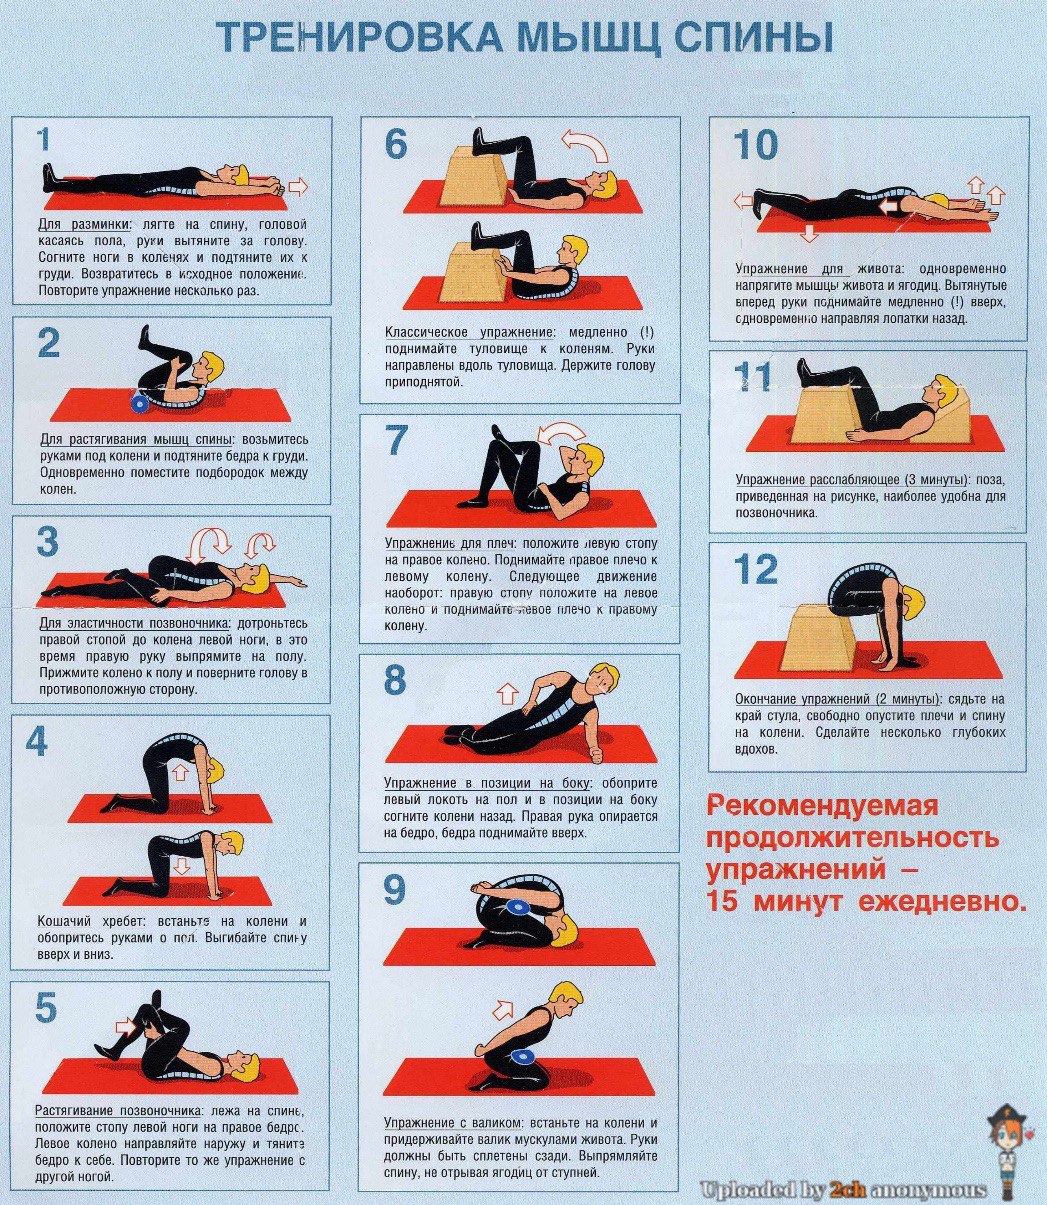 ТРЕНИРОВКА МЫШЦ СПИНЫ
1
Для разминки: лягте на спину, головой
касаясь пола, руки вытяните за голову.
Согните ноги в коленях и подтяните их к
груди. Возвратитесь в исходное положение.
Повторите упражнение несколько раз.
2
Для растягивания мышц спины: возьмитесь
руками под колени и подтяните бедра к груди.
Одновременно поместите подбородок между
колен.
3
Для эластичности позвоночника: дотроньтесь
правой стопой до колена левой ноги, в это
время правую руку выпрямите на полу.
Прижмите колено к полу и поверните голову в
противоположную сторону.
4
Кошачий хребет: встаньте на колени и
обопритесь руками о пол. Выгибайте спину
вверх и вниз.
5
Растягивание позвоночника: лежа на спине,
положите стопу левой ноги на правое бедро.
Левое колено направляйте наружу и тяните
бедро к себе. Повторите то же упражнение с
другой ногой.
6
Классическое упражнение: медленно (!)
поднимайте туловище к коленям. Руки
направлены вдоль туловища. Держите голову
приподнятой.
7
Упражнение для плеч: положите левую стопу
на правое колено. Поднимайте правое плечо к
левому колену. Следующее движение
наоборот: правую стопу положите на левое
колено и поднимайте левое плечо к правому
колену.
8
Упражнение в позиции на боку: обоприте
левый локоть на пол и в позиции на боку
согните колени назад. Правая рука опирается
на бедро, бедра поднимайте вверх.
9
Упражнение с валиком: встаньте на колени и
придерживайте валик мускулами живота. Руки
должны быть сплетены сзади. Выпрямляйте
спину, не отрывая ягодиц от ступней.
10
Упражнение для живота: одновременно
напрягите мышцы живота и ягодиц. Вытянутые
вперед руки поднимайте медленно (!) вверх,
одновременно направляя лопатки назад.
11
Упражнение расслабляющее (3 минуты): поза,
приведенная на рисунке, наиболее удобна для
позвоночника.
12
Окончание упражнений (2 минуты): сядьте на
край стула, свободно опустите плечи и спину
на колени. Сделайте несколько глубоких
вдохов.
Рекомендуемая
продолжительность
упражнений –
15 минут ежедневно.
Uploaded by 2ch anonymous